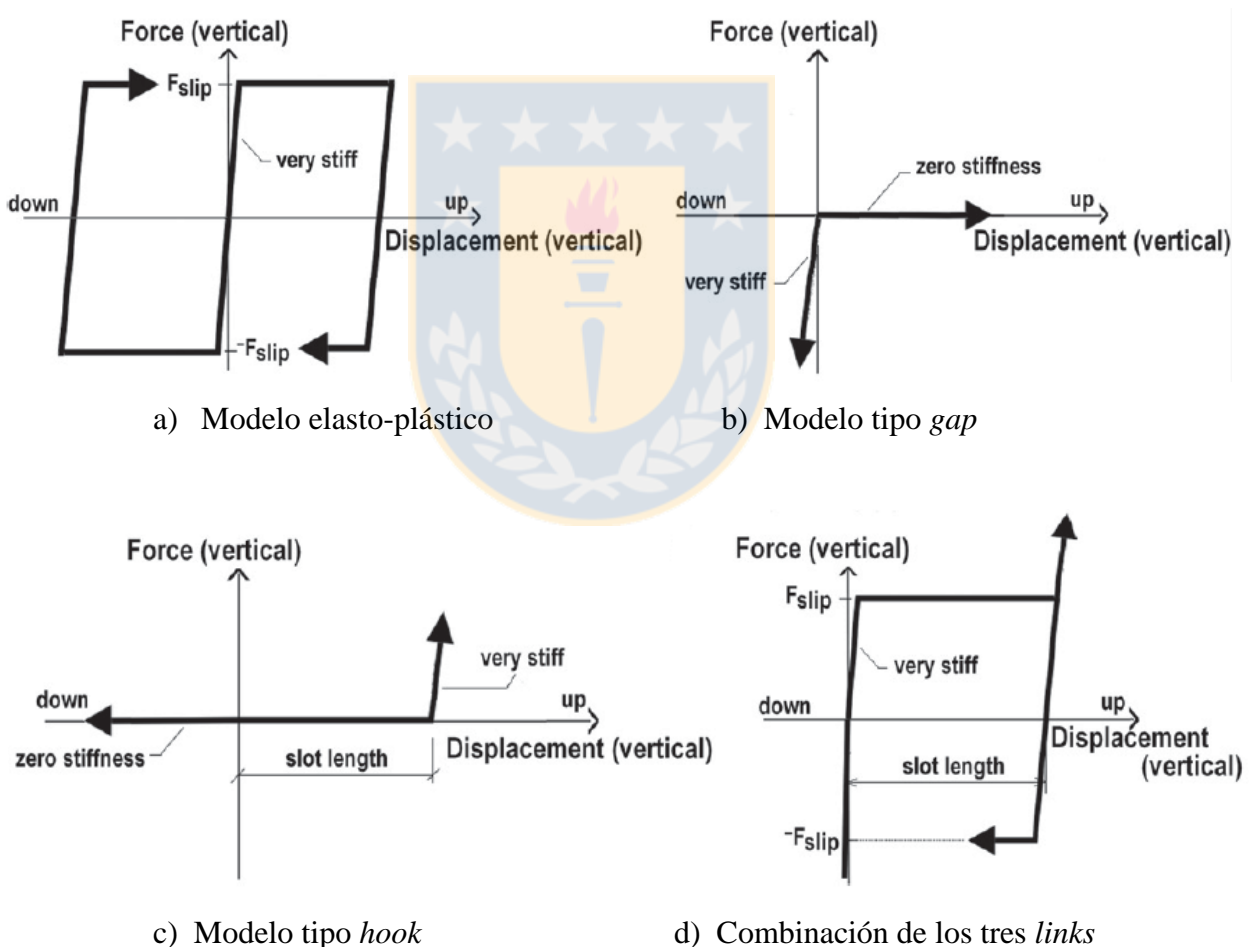 Force (vertical)
Fslip
very stiff
down
up
Displacement (vertical)
-Fslip
a) Modelo elasto-plástico
Force (vertical)
zero stiffness
down
up
Displacement (vertical)
very stiff
b) Modelo tipo gap
Force (vertical)
very stiff
down
up
zero stiffness
slot length
Displacement (vertical)
c) Modelo tipo hook
Force (vertical)
Fslip
very stiff
down
up
Displacement
(vertical)
slot length
-Fslip
d) Combinación de los tres links